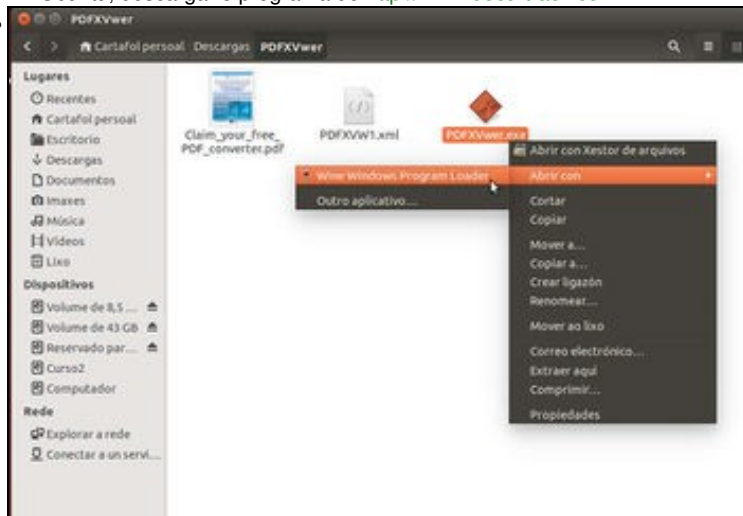 PDFXVwer
Cartafol persoal Descargas PDFXVwer
Lugares
Recentes
Cartafol persoal
Escritorio
Descargas
Documentos
Imaxes
Música
Vídeos
Lixo
Dispositivos
Volume de 8,5 ...
Volume de 43 GB
Reservado par...
Curso2
Computador
Rede
Explorar a rede
Conectar a un servi...
Claim_your_free_
PDF_converter.pdf
PDFXVW1.xml
PDFXVwer.exe
Abrir con Xestor de arquivos
Abrir con
Wine Windows Program Loader
Outro aplicativo...
Cortar
Copiar
Mover a...
Copiar a...
Crear ligazón
Renomear...
Mover ao lixo
Correo electrónico...
Extraer aquí
Comprimir...
Propiedades